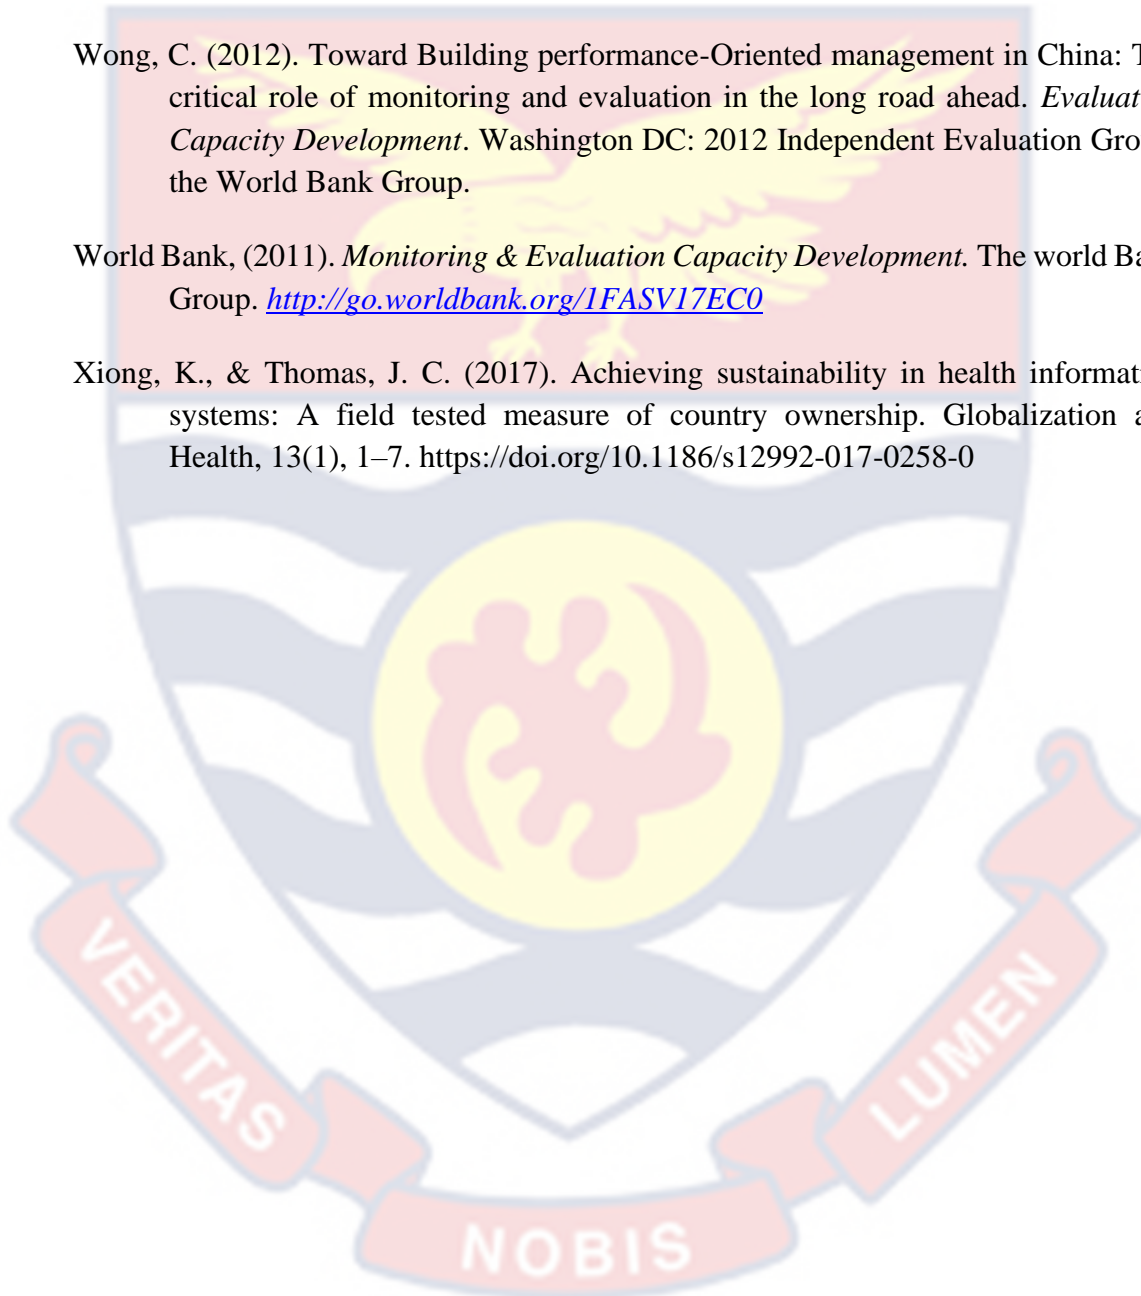 Wong, C. (2012). Toward Building performance-Oriented management in China: T
critical role of monitoring and evaluation in the long road ahead. Evaluat
Capacity Development. Washington DC: 2012 Independent Evaluation Gro
the World Bank Group.
World Bank, (2011). Monitoring & Evaluation Capacity Development. The world Ba
Group. http://go.worldbank.org/1FASV17EC0
Xiong, K., & Thomas, J. C. (2017). Achieving sustainability in health informati
systems: A field tested measure of country ownership. Globalization a
Health, 13(1), 1–7. https://doi.org/10.1186/s12992-017-0258-0
VERITAS
NOBIS
LUMEN